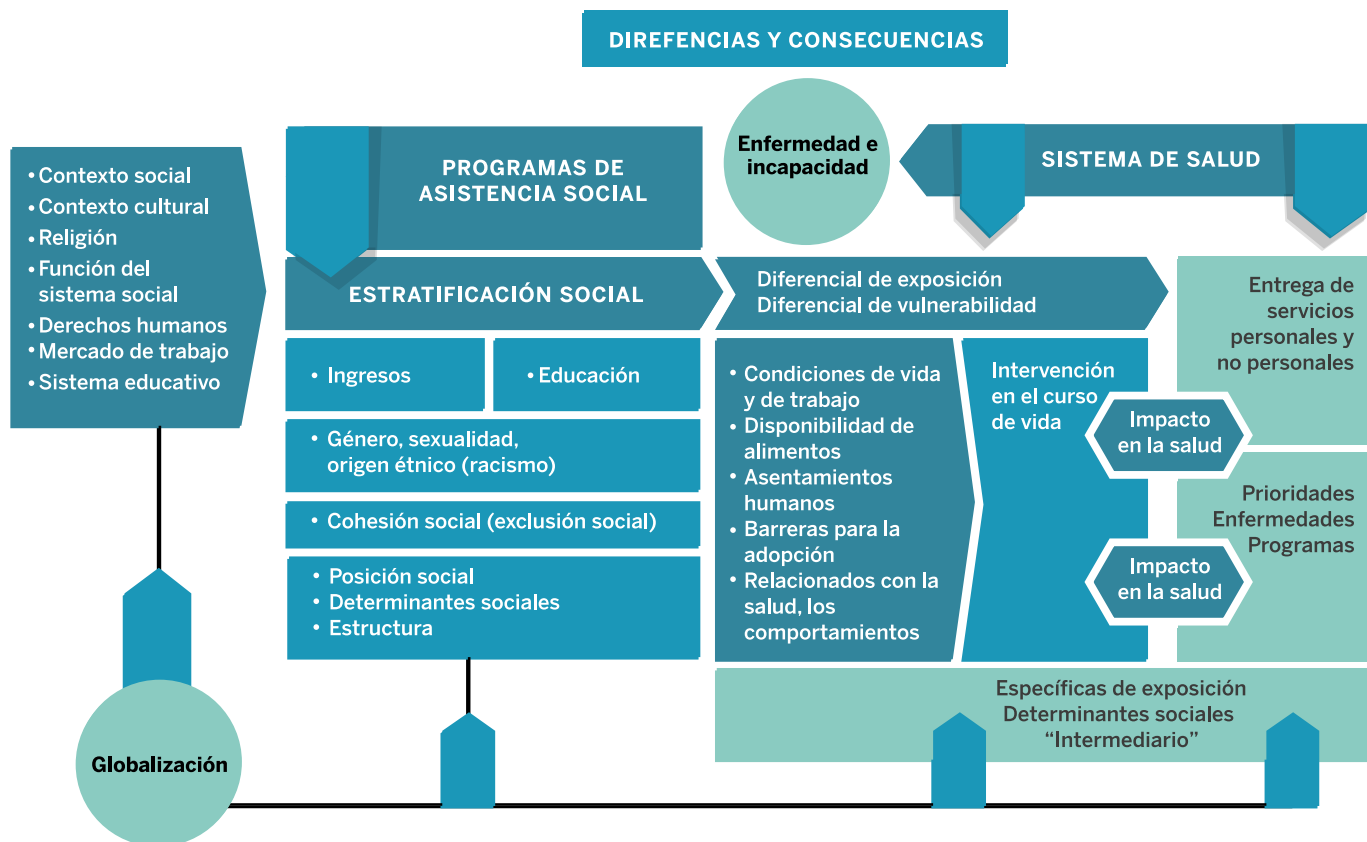 DIREFENCIAS Y CONSECUENCIAS
Enfermedad e
incapacidad
PROGRAMAS DE
ASISTENCIA SOCIAL
SISTEMA DE SALUD
• Contexto social
• Contexto cultural
• Religión
• Función del
sistema social
• Derechos humanos
• Mercado de trabajo
• Sistema educativo
ESTRATIFICACIÓN SOCIAL
Diferencial de exposición
Diferencial de vulnerabilidad
• Ingresos
• Educación
• Género, sexualidad,
origen étnico (racismo)
• Cohesión social (exclusión social)
• Posición social
• Determinantes sociales
• Estructura
• Condiciones de vida
y de trabajo
• Disponibilidad de
alimentos
• Asentamientos
humanos
• Barreras para la
adopción
• Relacionados con la
salud, los
comportamientos
Intervención
en el curso
de vida
Entrega de
servicios
personales y
no personales
Impacto
en la salud
Prioridades
Enfermedades
Programas
Impacto
en la salud
Específicas de exposición
Determinantes sociales
“Intermediario”
Globalización